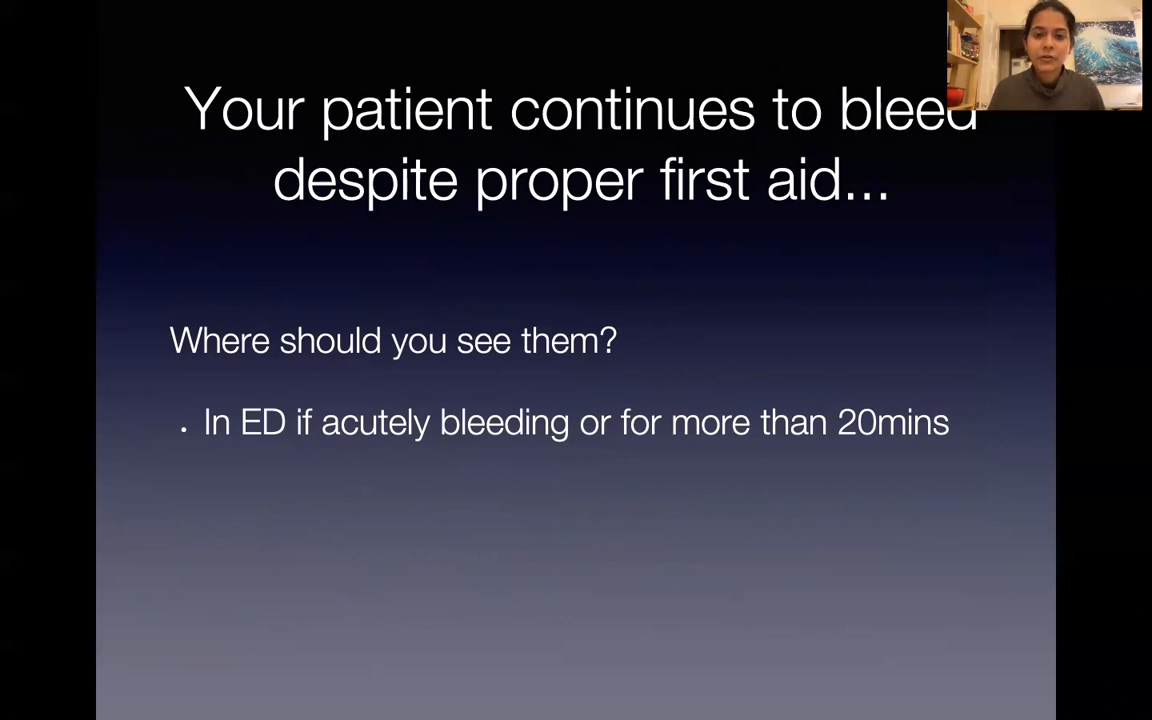 Your patient continues to bleed
despite proper first aid...
Where should you see them?
. In ED if acutely bleeding or for more than 20mins